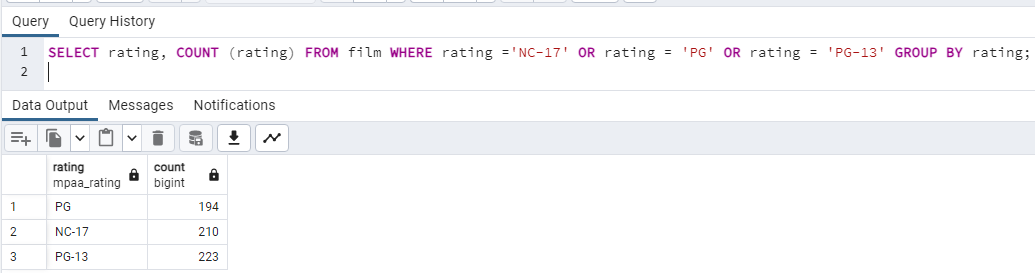 Query Query History
1 SELECT rating, COUNT (rating) FROM film WHERE rating ='NC-17' OR rating = 'PG' OR rating = 'PG-13' GROUP BY rating;
2
Data Output Messages Notifications
rating count
mpaa_rating bigint
1 PG 194
2 NC-17 210
3 PG-13 223